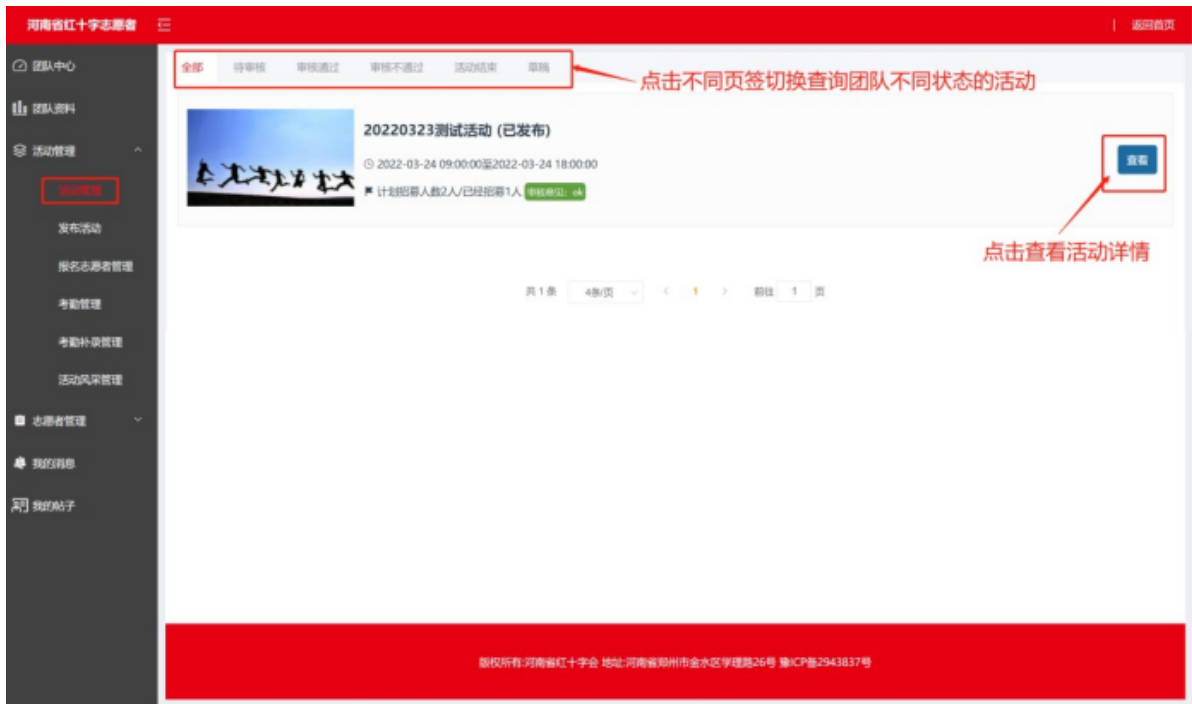 河南省红十字志愿者
返回首页
团队中心
团队资料
活动管理
活动管理
发布活动
报名志愿者管理
考勤管理
考勤补录管理
活动风采管理
志愿者管理
我的消息
我的帖子
全部 待审核 审核通过 审核不通过 活动结束 草稿
点击不同页签切换查询团队不同状态的活动
20220323测试活动 (已发布)
2022-03-24 09:00:00至2022-03-24 18:00:00
计划招募人数2人/已经招募1人 审核意见: ok
查看
点击查看活动详情
共 1 条 4条/页 1 前往 1 页
版权所有:河南省红十字会 地址:河南省郑州市金水区学理路26号 豫ICP备2943837号